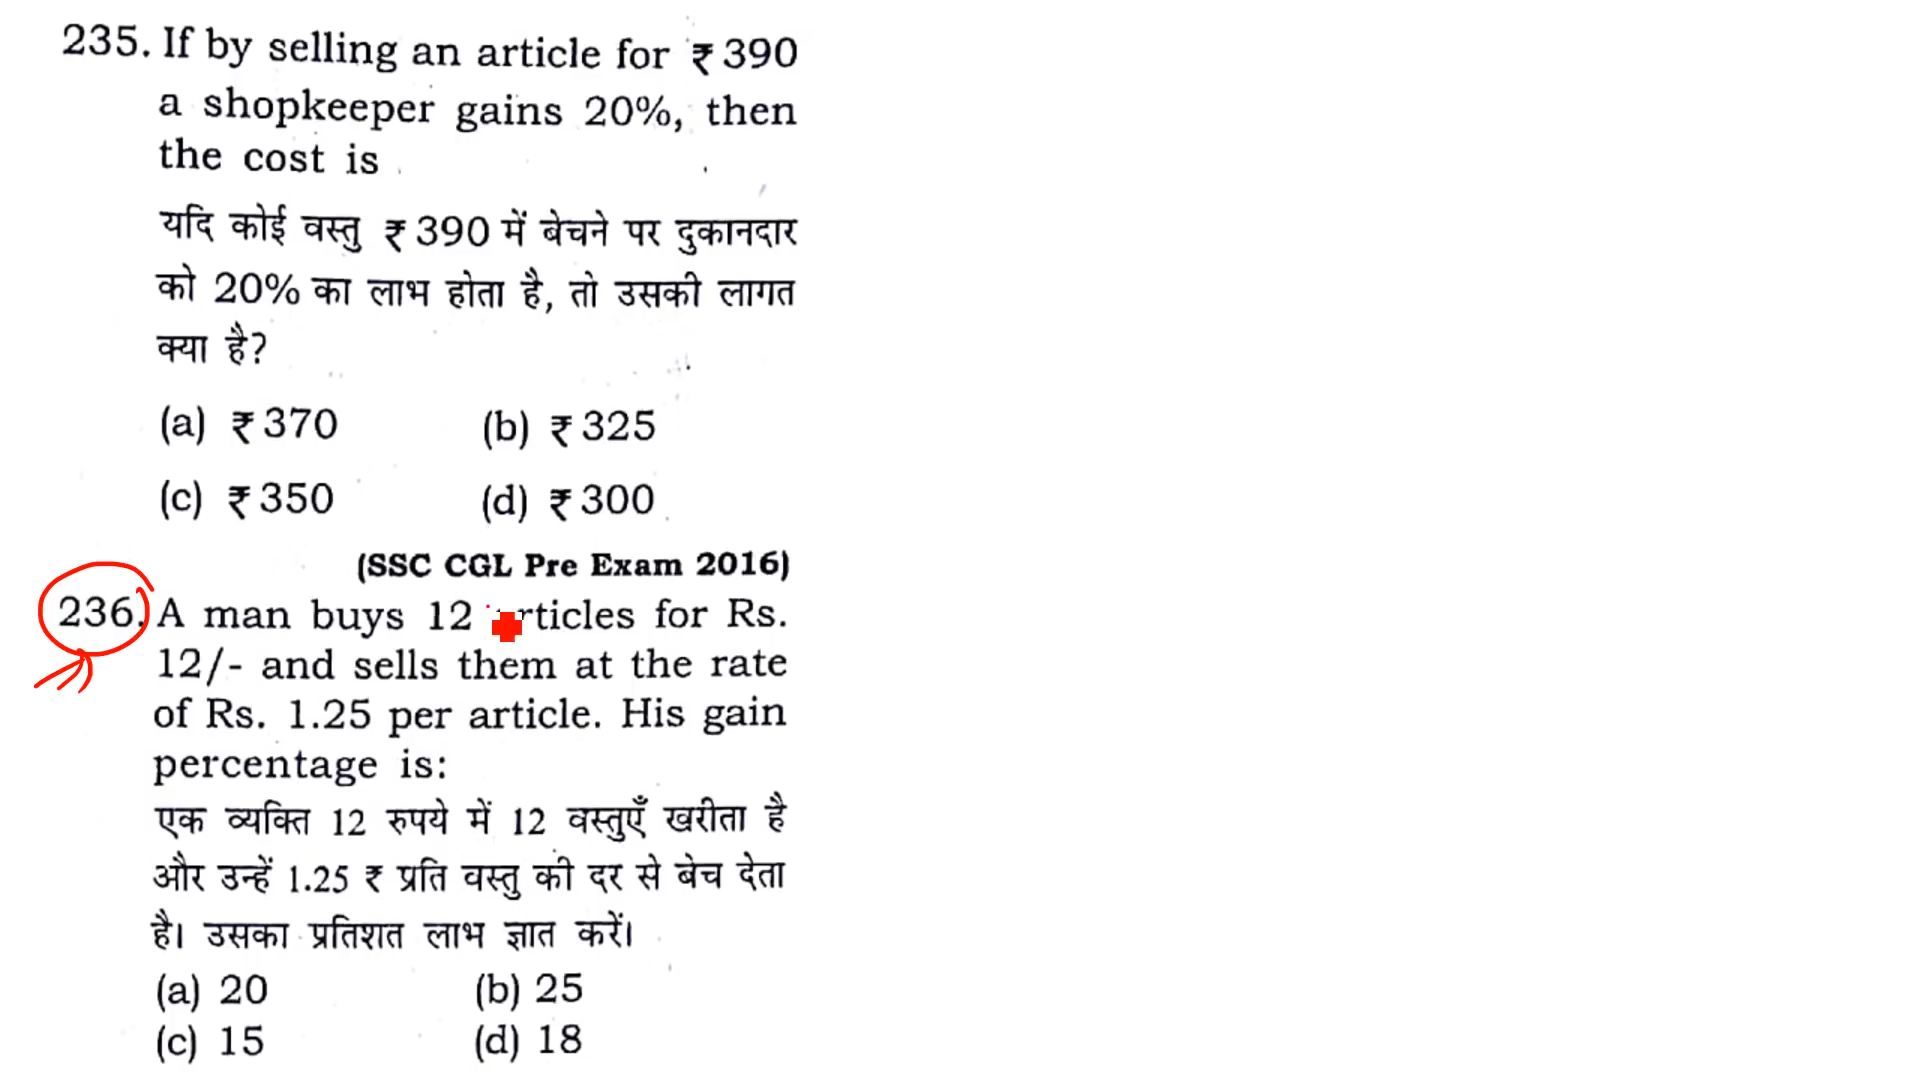 235. If by selling an article for ₹ 390
a shopkeeper gains 20%, then
the cost is
यदि कोई वस्तु ₹ 390 में बेचने पर दुकानदार
को 20% का लाभ होता है, तो उसकी लागत
क्या है?
(a) ₹ 370 (b) ₹ 325
(c) ₹ 350 (d) ₹ 300
(SSC CGL Pre Exam 2016)
236. A man buys 12 articles for Rs.
12/- and sells them at the rate
of Rs. 1.25 per article. His gain
percentage is:
एक व्यक्ति 12 रुपये में 12 वस्तुएँ खरीता है
और उन्हें 1.25 ₹ प्रति वस्तु की दर से बेच देता
है। उसका प्रतिशत लाभ ज्ञात करें।
(a) 20 (b) 25
(c) 15 (d) 18